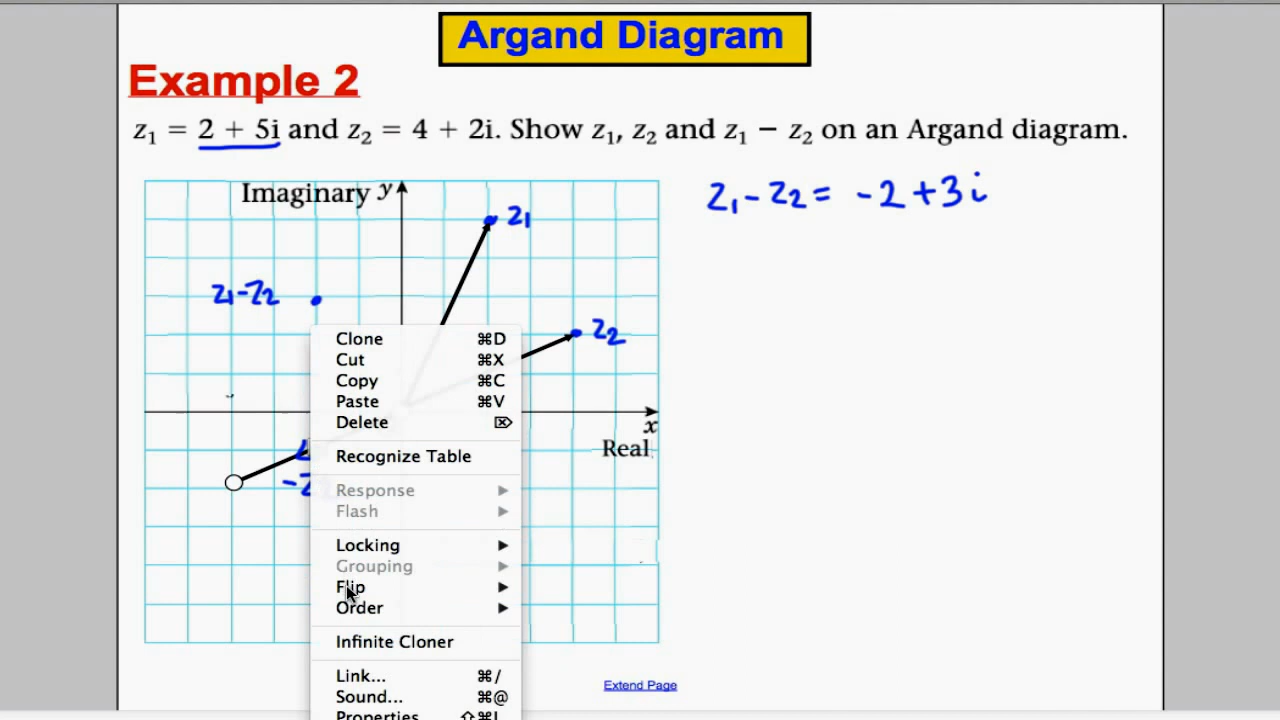 Argand Diagram
Example 2
z₁ = 2 + 5i and z₂ = 4 + 2i. Show z₁, z₂ and z₁ − z₂ on an Argand diagram.
Imaginary y
z₁
z₁-z₂ = -2+3i
z₁-z₂
z₂
x
Real
-z
Clone ⌘D
Cut ⌘X
Copy ⌘C
Paste ⌘V
Delete ⌦
Recognize Table
Response ▶
Flash ▶
Locking ▶
Grouping ▶
Flip ▶
Order ▶
Infinite Cloner
Link... ⌘/
Sound... ⌘@
Properties... ⇧⌘I
Extend Page